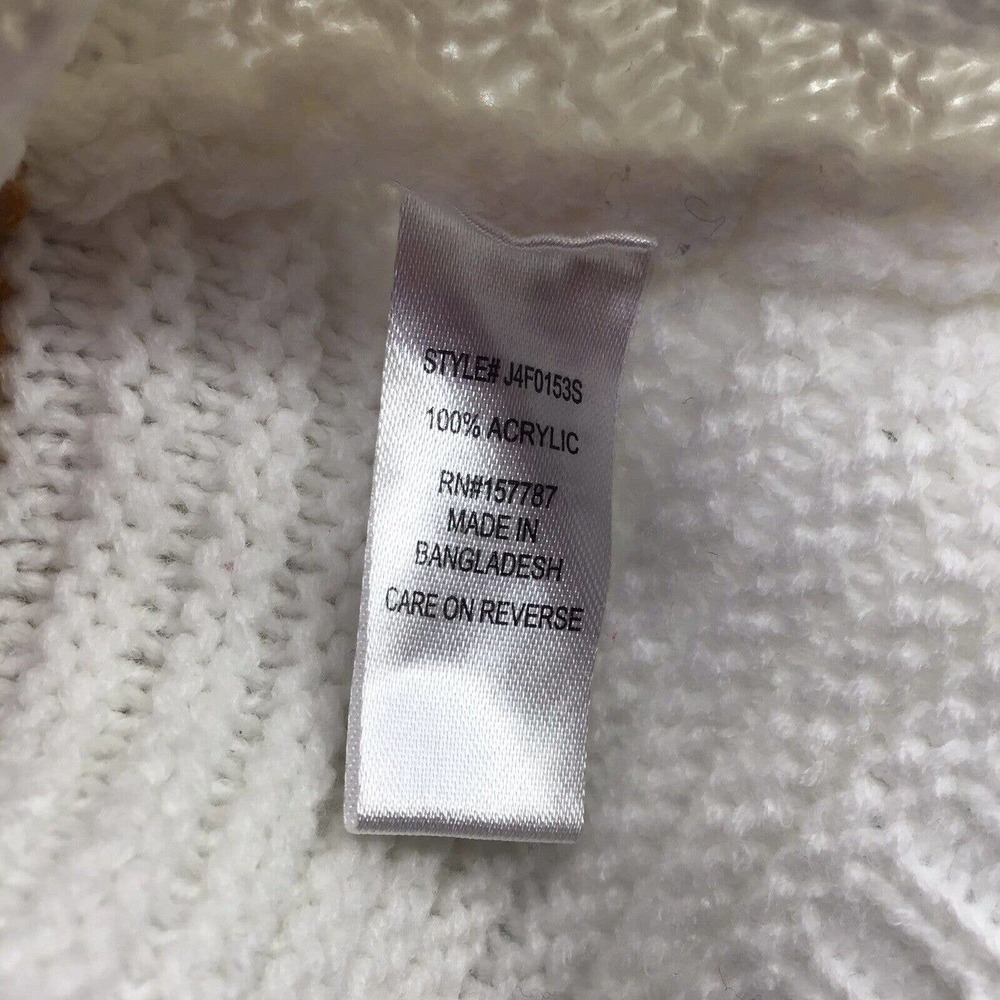 STYLE# J4F0153S
100% ACRYLIC
RN#157787
MADE IN
BANGLADESH
CARE ON REVERSE